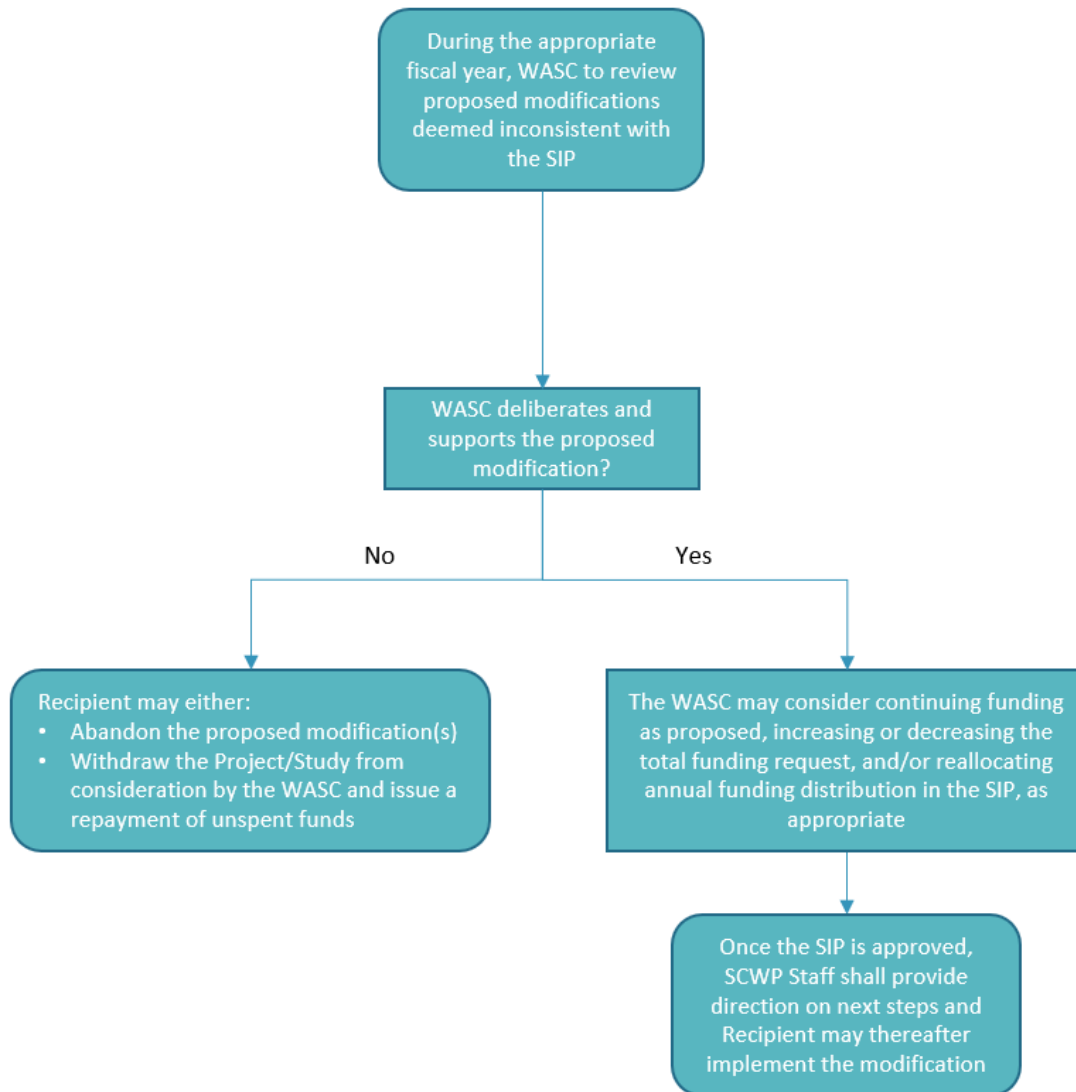 During the appropriate
fiscal year, WASC to review
proposed modifications
deemed inconsistent with
the SIP
WASC deliberates and
supports the proposed
modification?
No
Yes
Recipient may either:
• Abandon the proposed modification(s)
• Withdraw the Project/Study from
consideration by the WASC and issue a
repayment of unspent funds
The WASC may consider continuing funding
as proposed, increasing or decreasing the
total funding request, and/or reallocating
annual funding distribution in the SIP, as
appropriate
Once the SIP is approved,
SCWP Staff shall provide
direction on next steps and
Recipient may thereafter
implement the modification